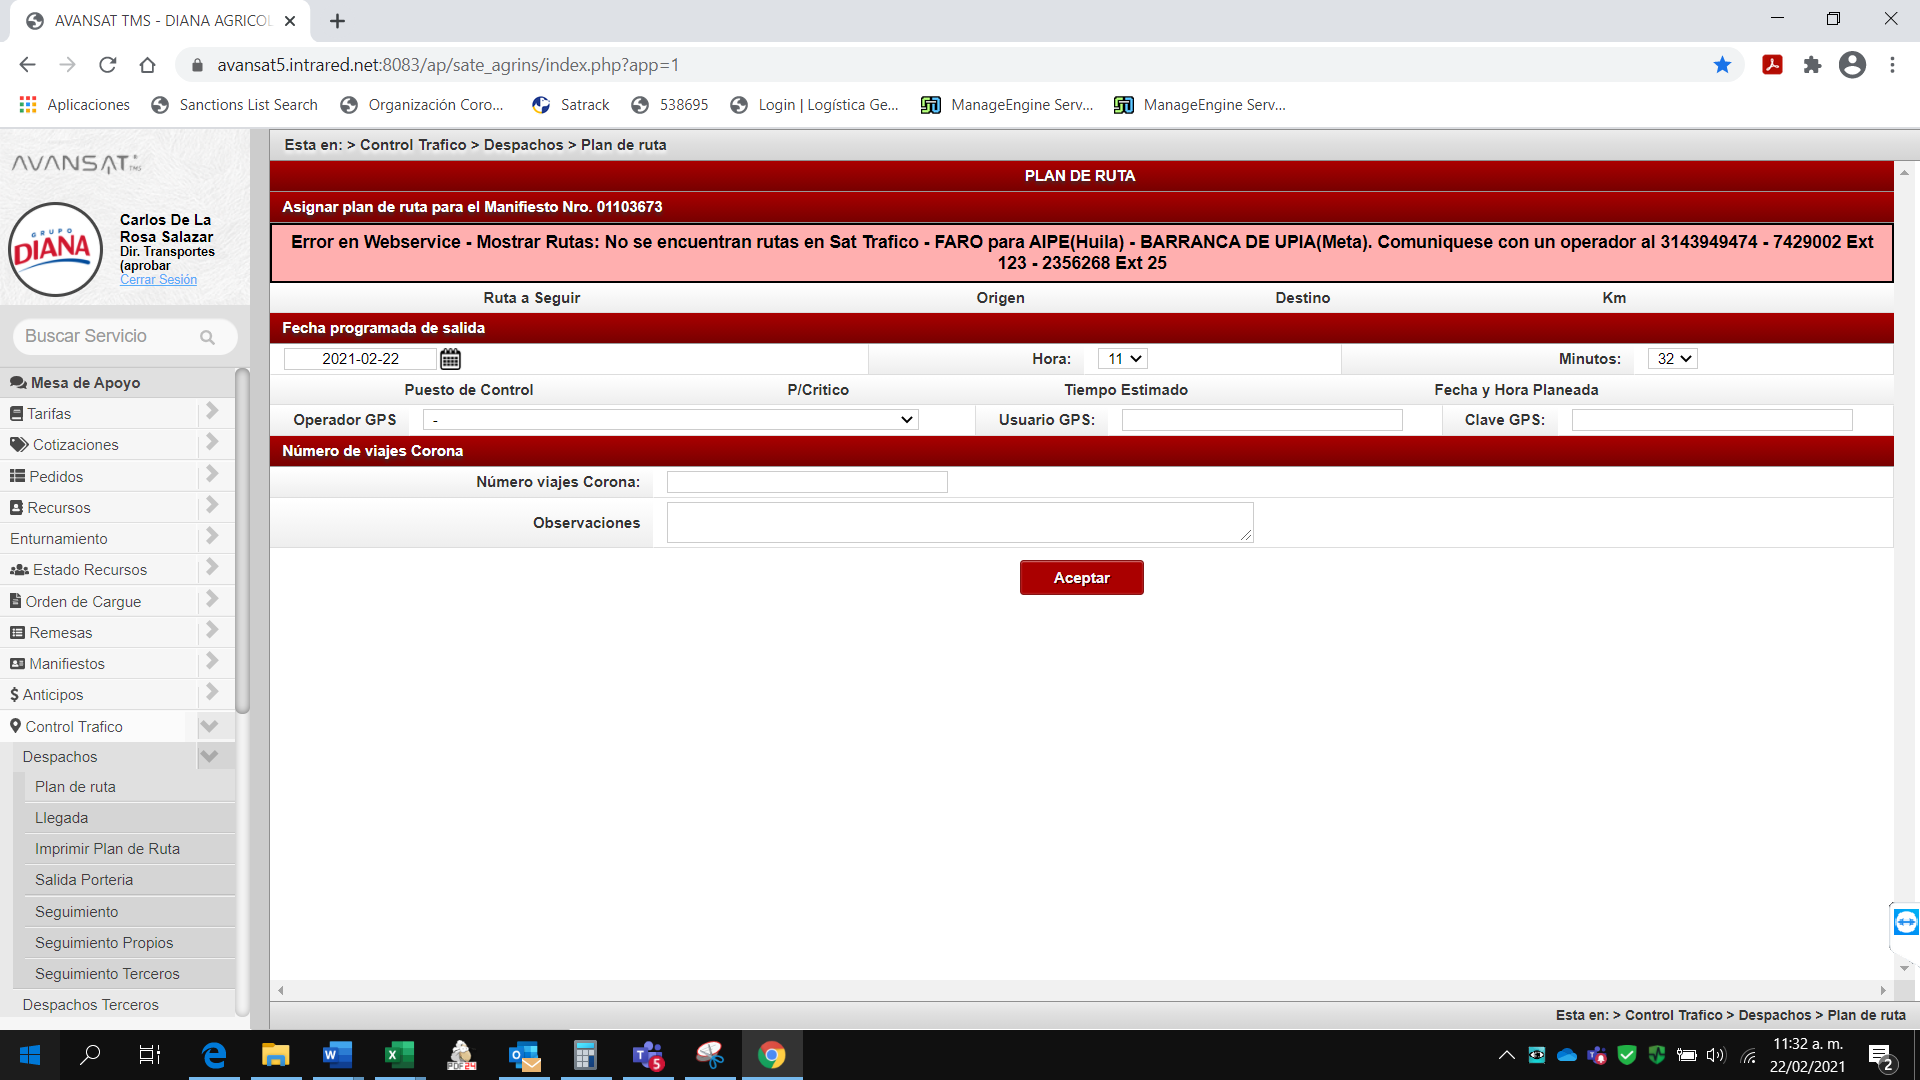 AVANSAT TMS - DIANA AGRICOL
avansat5.intrared.net:8083/ap/sate_agrins/index.php?app=1
Aplicaciones
Sanctions List Search
Organización Coro...
Satrack
538695
Login | Logística Ge...
ManageEngine Serv...
ManageEngine Serv...
AVANSAT TMS
GRUPO
DIANA
Carlos De La
Rosa Salazar
Dir. Transportes
(aprobar
Cerrar Sesión
Buscar Servicio
Mesa de Apoyo
Tarifas
Cotizaciones
Pedidos
Recursos
Enturnamiento
Estado Recursos
Orden de Cargue
Remesas
Manifiestos
Anticipos
Control Trafico
Despachos
Plan de ruta
Llegada
Imprimir Plan de Ruta
Salida Porteria
Seguimiento
Seguimiento Propios
Seguimiento Terceros
Despachos Terceros
Esta en: > Control Trafico > Despachos > Plan de ruta
PLAN DE RUTA
Asignar plan de ruta para el Manifiesto Nro. 01103673
Error en Webservice - Mostrar Rutas: No se encuentran rutas en Sat Trafico - FARO para AIPE(Huila) - BARRANCA DE UPIA(Meta). Comuniquese con un operador al 3143949474 - 7429002 Ext
123 - 2356268 Ext 25
Ruta a Seguir Origen Destino Km
Fecha programada de salida
2021-02-22 Hora: 11 Minutos: 32
Puesto de Control P/Critico Tiempo Estimado Fecha y Hora Planeada
Operador GPS - Usuario GPS: Clave GPS:
Número de viajes Corona
Número viajes Corona:
Observaciones
Aceptar
Esta en: > Control Trafico > Despachos > Plan de ruta
PDF24
5
11:32 a. m.
22/02/2021
2